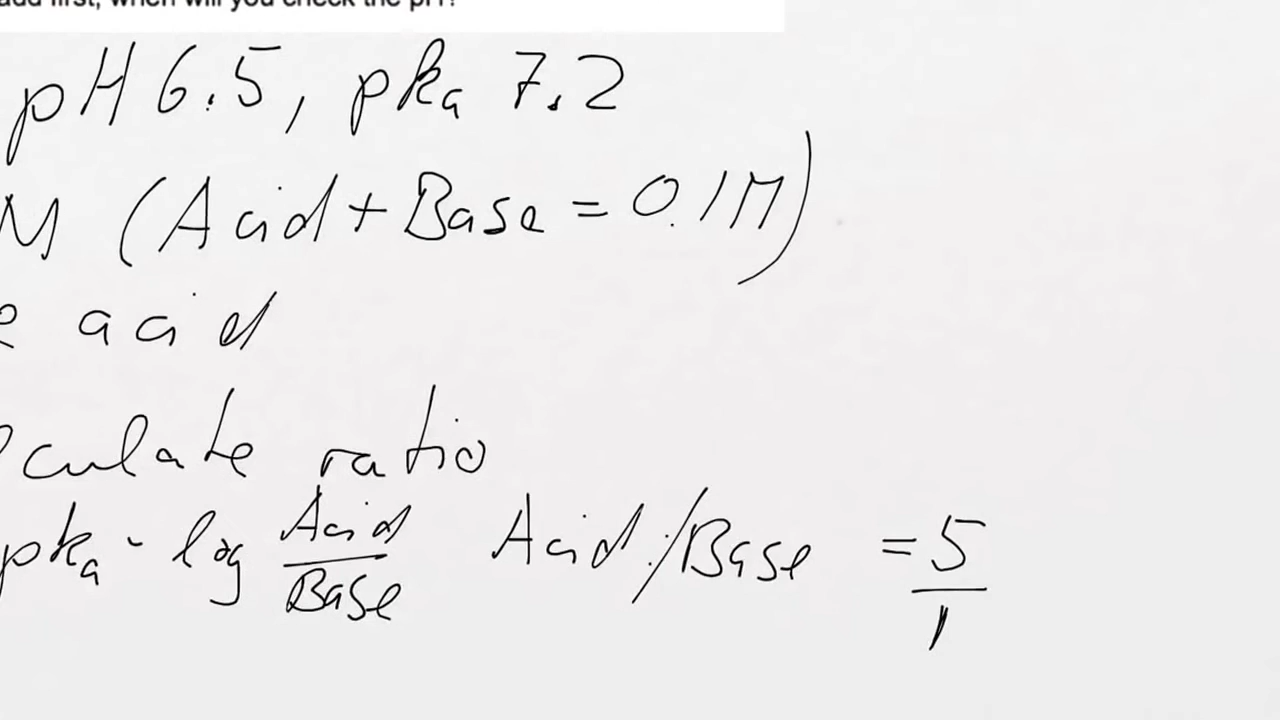 add first, when will you check the pH?
pH 6.5, pka 7.2
M (Acid + Base = 0.1M)
e acid
culate ratio
pka - log Acid/Base Acid/Base = 5/1